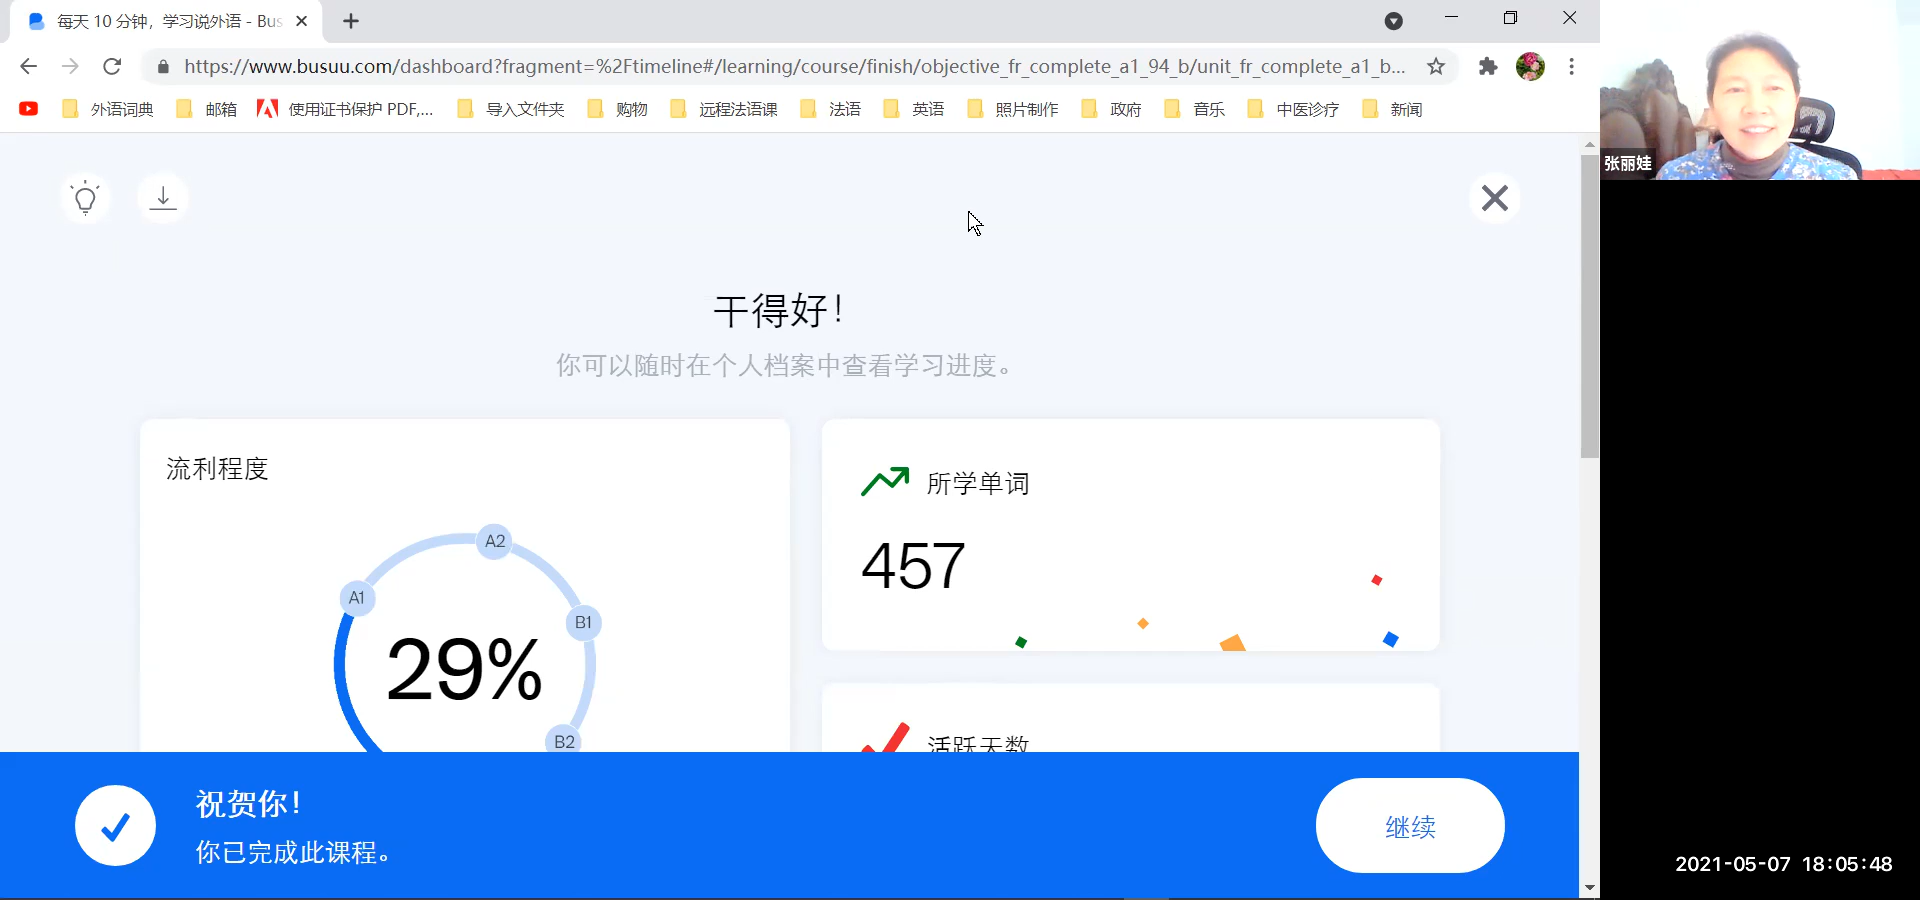 每天 10 分钟，学习说外语 - Bus
https://www.busuu.com/dashboard?fragment=%2Ftimeline#/learning/course/finish/objective_fr_complete_a1_94_b/unit_fr_complete_a1_b...
外语词典 邮箱 使用证书保护 PDF,... 导入文件夹 购物 远程法语课 法语 英语 照片制作 政府 音乐 中医诊疗 新闻
张丽娃
干得好！
你可以随时在个人档案中查看学习进度。
流利程度
A2
A1
B1
29%
B2
所学单词
457
活跃天数
祝贺你！
你已完成此课程。
继续
2021-05-07 18:05:48